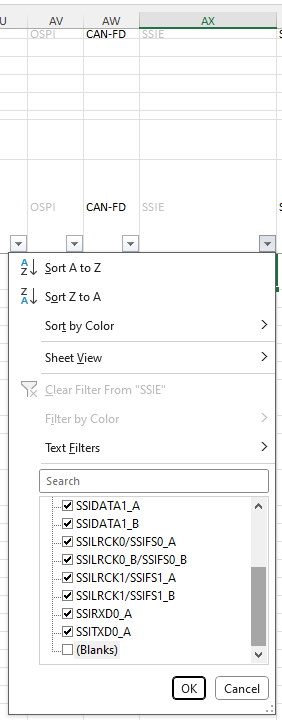 U AV AW AX
OSPI CAN-FD SSIE S
OSPI CAN-FD SSIE S
Sort A to Z
Sort Z to A
Sort by Color
Sheet View
Clear Filter From "SSIE"
Filter by Color
Text Filters
Search
SSIDATA1_A
SSIDATA1_B
SSILRCK0/SSIFS0_A
SSILRCK0_B/SSIFS0_B
SSILRCK1/SSIFS1_A
SSILRCK1/SSIFS1_B
SSIRXD0_A
SSITXD0_A
(Blanks)
OK Cancel